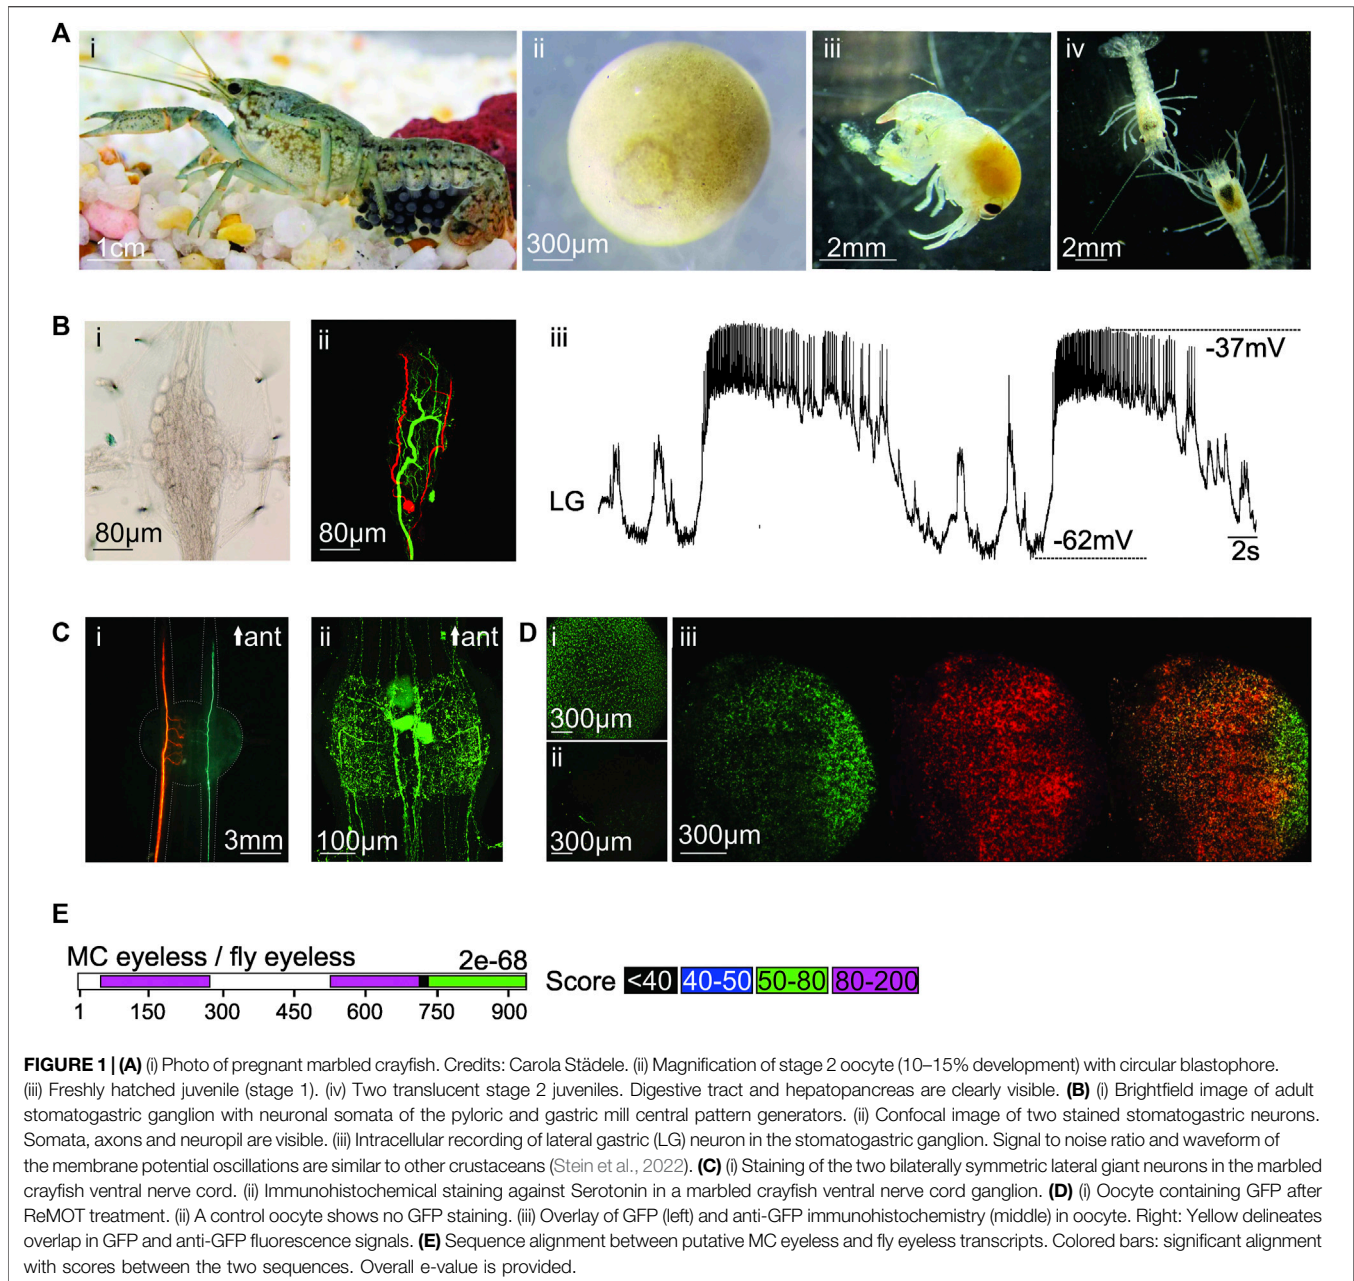 A
i
ii
iii
iv
1cm
300µm
2mm
2mm
B
i
ii
iii
80µm
80µm
LG
-37mV
-62mV
2s
C
i
ant
ii
ant
3mm
100µm
D
i
300µm
ii
300µm
iii
300µm
E
MC eyeless / fly eyeless
2e-68
1 150 300 450 600 750 900
Score <40 40-50 50-80 80-200
FIGURE 1 | (A) (i) Photo of pregnant marbled crayfish. Credits: Carola Städele. (ii) Magnification of stage 2 oocyte (10–15% development) with circular blastophore.
(iii) Freshly hatched juvenile (stage 1). (iv) Two translucent stage 2 juveniles. Digestive tract and hepatopancreas are clearly visible. (B) (i) Brightfield image of adult
stomatogastric ganglion with neuronal somata of the pyloric and gastric mill central pattern generators. (ii) Confocal image of two stained stomatogastric neurons.
Somata, axons and neuropil are visible. (iii) Intracellular recording of lateral gastric (LG) neuron in the stomatogastric ganglion. Signal to noise ratio and waveform of
the membrane potential oscillations are similar to other crustaceans (Stein et al., 2022). (C) (i) Staining of the two bilaterally symmetric lateral giant neurons in the marbled
crayfish ventral nerve cord. (ii) Immunohistochemical staining against Serotonin in a marbled crayfish ventral nerve cord ganglion. (D) (i) Oocyte containing GFP after
ReMOT treatment. (ii) A control oocyte shows no GFP staining. (iii) Overlay of GFP (left) and anti-GFP immunohistochemistry (middle) in oocyte. Right: Yellow delineates
overlap in GFP and anti-GFP fluorescence signals. (E) Sequence alignment between putative MC eyeless and fly eyeless transcripts. Colored bars: significant alignment
with scores between the two sequences. Overall e-value is provided.